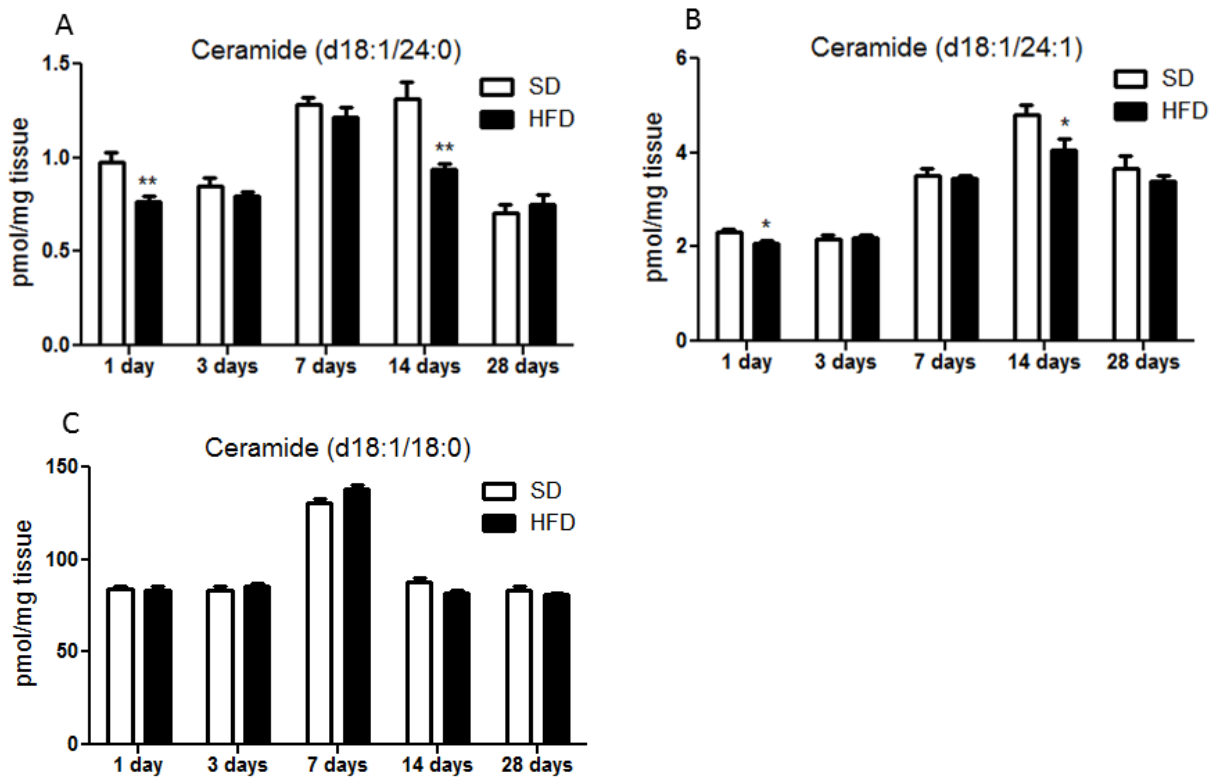 A
Ceramide (d18:1/24:0)
pmol/mg tissue
1.5
1.0
0.5
0.0
SD
HFD
**
**
1 day 3 days 7 days 14 days 28 days
B
Ceramide (d18:1/24:1)
pmol/mg tissue
6
4
2
0
SD
HFD
*
*
1 day 3 days 7 days 14 days 28 days
C
Ceramide (d18:1/18:0)
pmol/mg tissue
150
100
50
0
SD
HFD
1 day 3 days 7 days 14 days 28 days